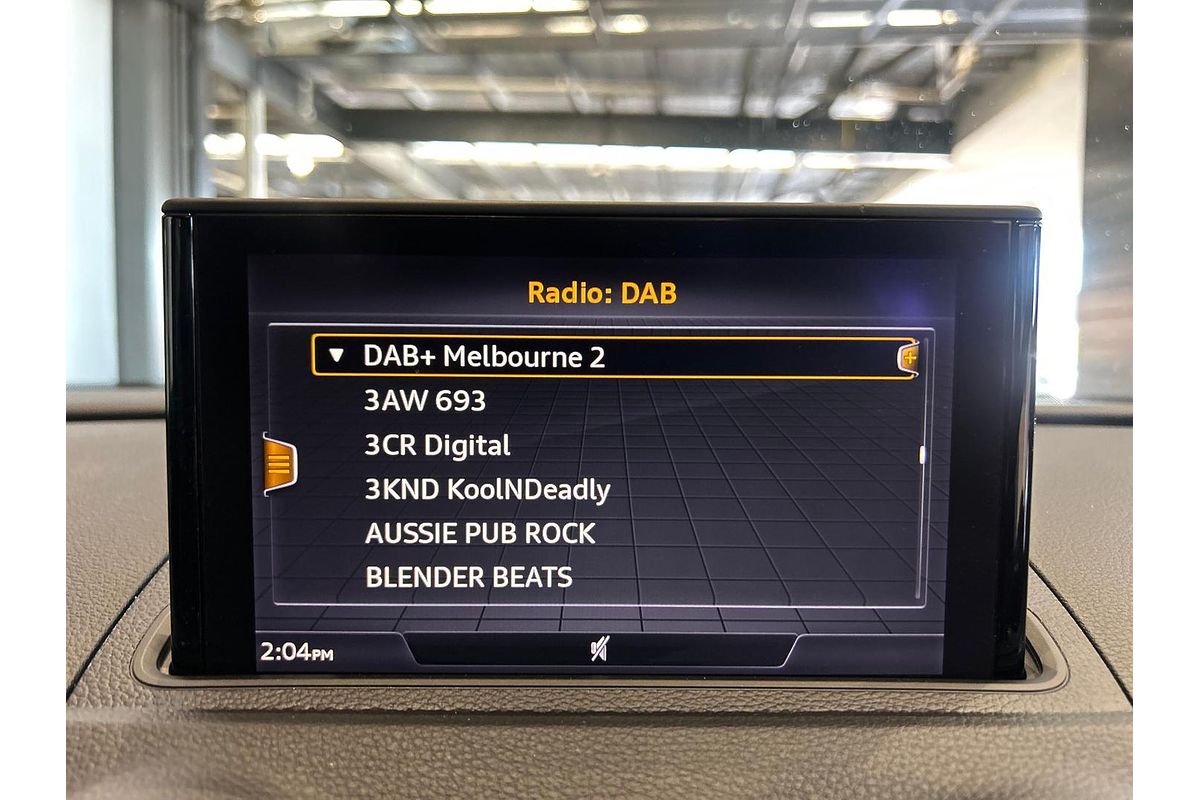 Radio: DAB
DAB+ Melbourne 2
3AW 693
3CR Digital
3KND KoolNDeadly
AUSSIE PUB ROCK
BLENDER BEATS
2:04PM